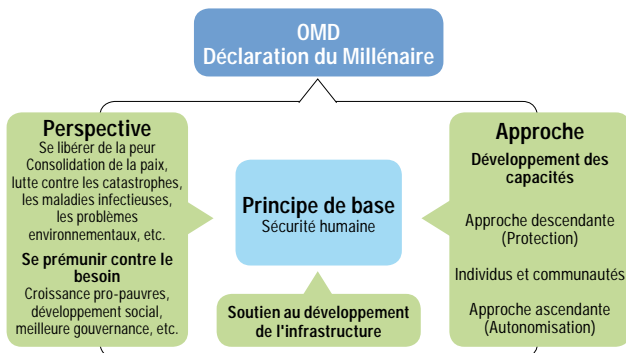 OMD
Déclaration du Millénaire
Perspective
Se libérer de la peur
Consolidation de la paix,
lutte contre les catastrophes,
les maladies infectieuses,
les problèmes
environnementaux, etc.
Se prémunir contre le
besoin
Croissance pro-pauvres,
développement social,
meilleure gouvernance, etc.
Principe de base
Sécurité humaine
Soutien au développement
de l'infrastructure
Approche
Développement des
capacités
Approche descendante
(Protection)
Individus et communautés
Approche ascendante
(Autonomisation)